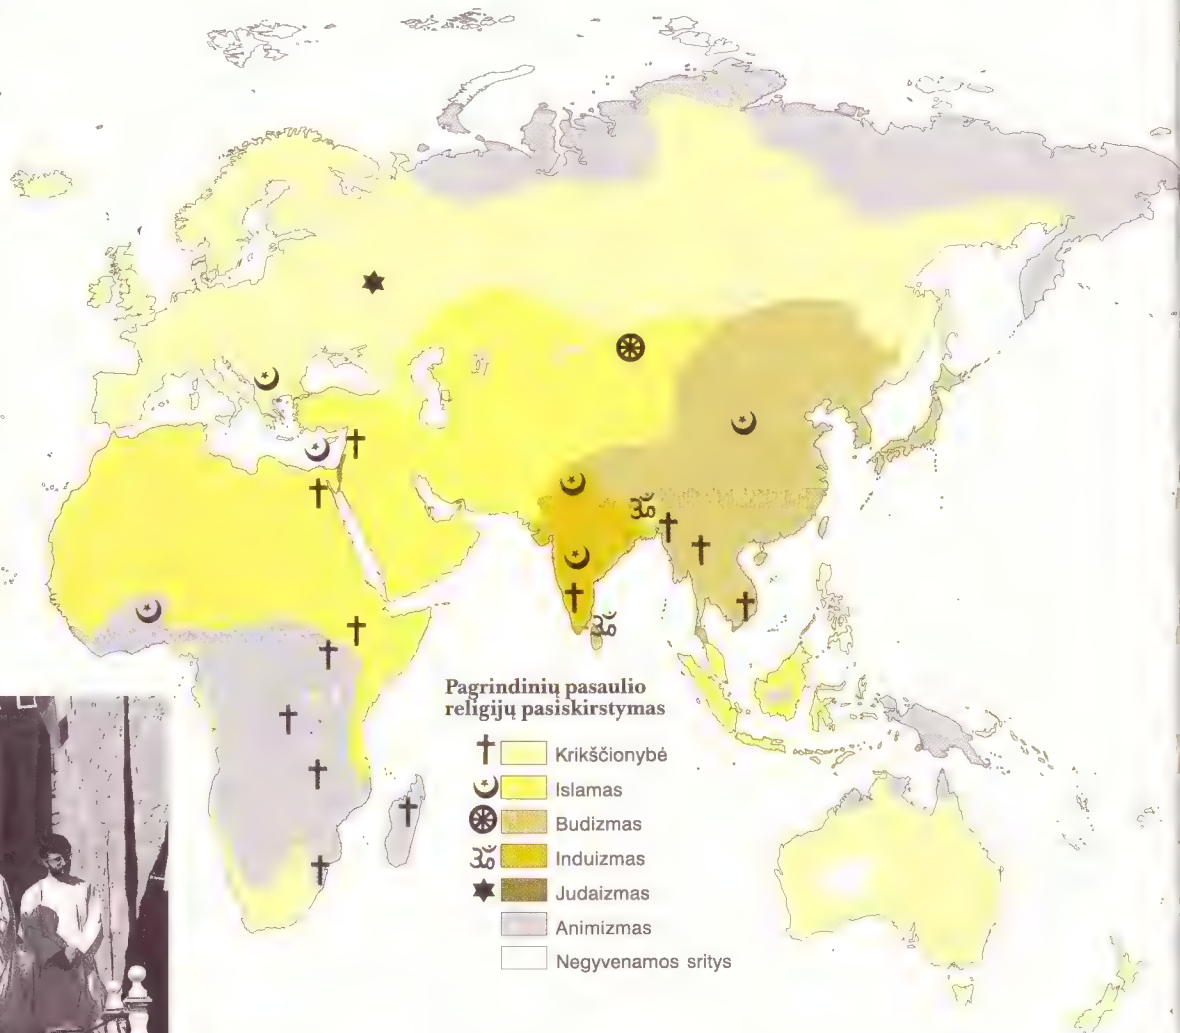 Pagrindinių pasaulio
religijų pasiskirstymas
Krikščionybė
Islamas
Budizmas
Induizmas
Judaizmas
Animizmas
Negyvenamos sritys